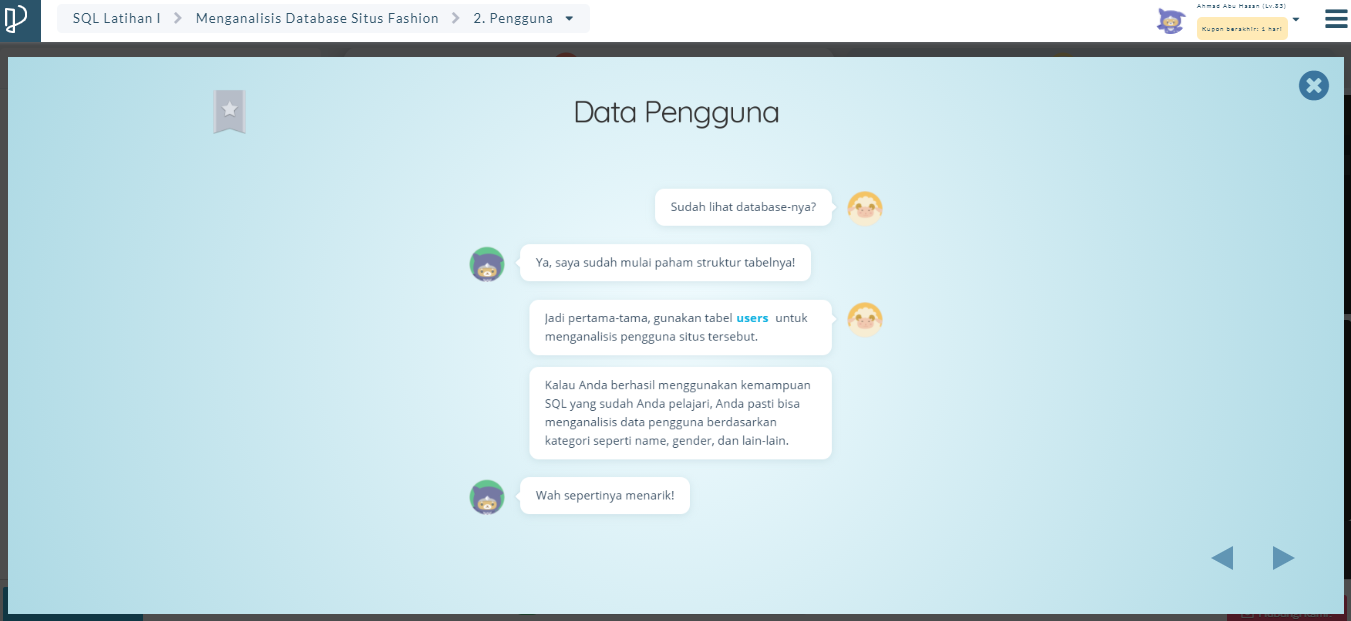 SQL Latihan I
Menganalisis Database Situs Fashion
2. Pengguna
Ahmad Abu Hasan (Lv.83)
Kupon berakhir: 1 hari
Data Pengguna
Sudah lihat database-nya?
Ya, saya sudah mulai paham struktur tabelnya!
Jadi pertama-tama, gunakan tabel users untuk
menganalisis pengguna situs tersebut.
Kalau Anda berhasil menggunakan kemampuan
SQL yang sudah Anda pelajari, Anda pasti bisa
menganalisis data pengguna berdasarkan
kategori seperti name, gender, dan lain-lain.
Wah sepertinya menarik!